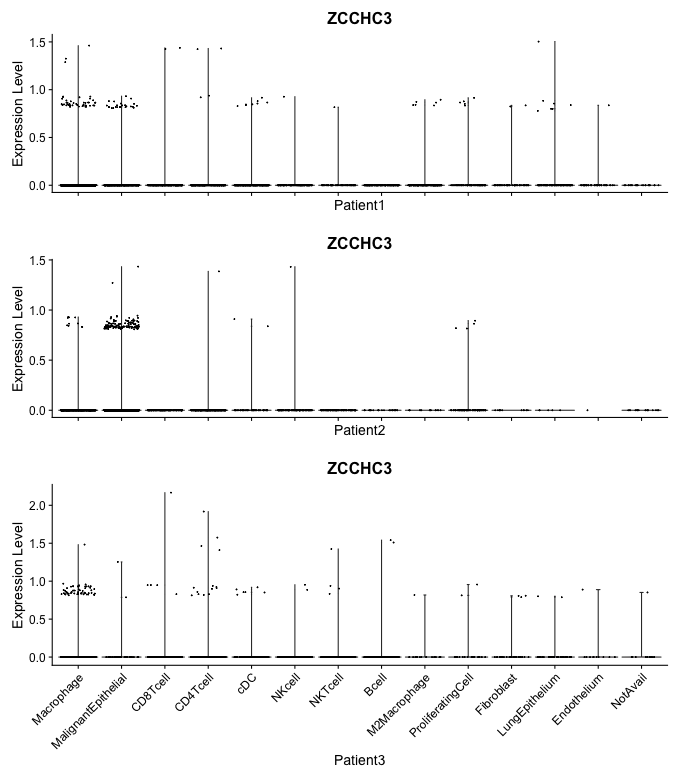 ZCCHC3
Expression Level
1.5
1.0
0.5
0.0
Patient1
ZCCHC3
Expression Level
1.5
1.0
0.5
0.0
Patient2
ZCCHC3
Expression Level
2.0
1.5
1.0
0.5
0.0
Macrophage
MalignantEpithelial
CD8Tcell
CD4Tcell
cDC
NKcell
NKTcell
Bcell
M2Macrophage
ProliferatingCell
Fibroblast
LungEpithelium
Endothelium
NotAvail
Patient3